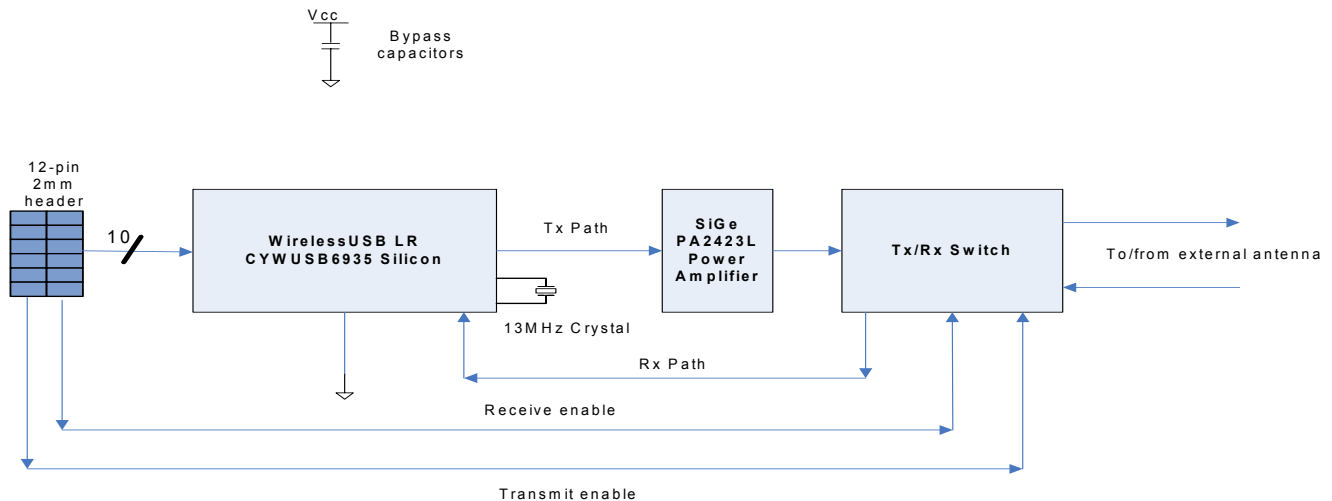 Vcc
Bypass
capacitors
12-pin
2mm
header
10
WirelessUSB LR
CYWUSB6935 Silicon
Tx Path
SiGe
PA2423L
Power
Amplifier
Tx/Rx Switch
To/from external antenna
13MHz Crystal
Rx Path
Receive enable
Transmit enable